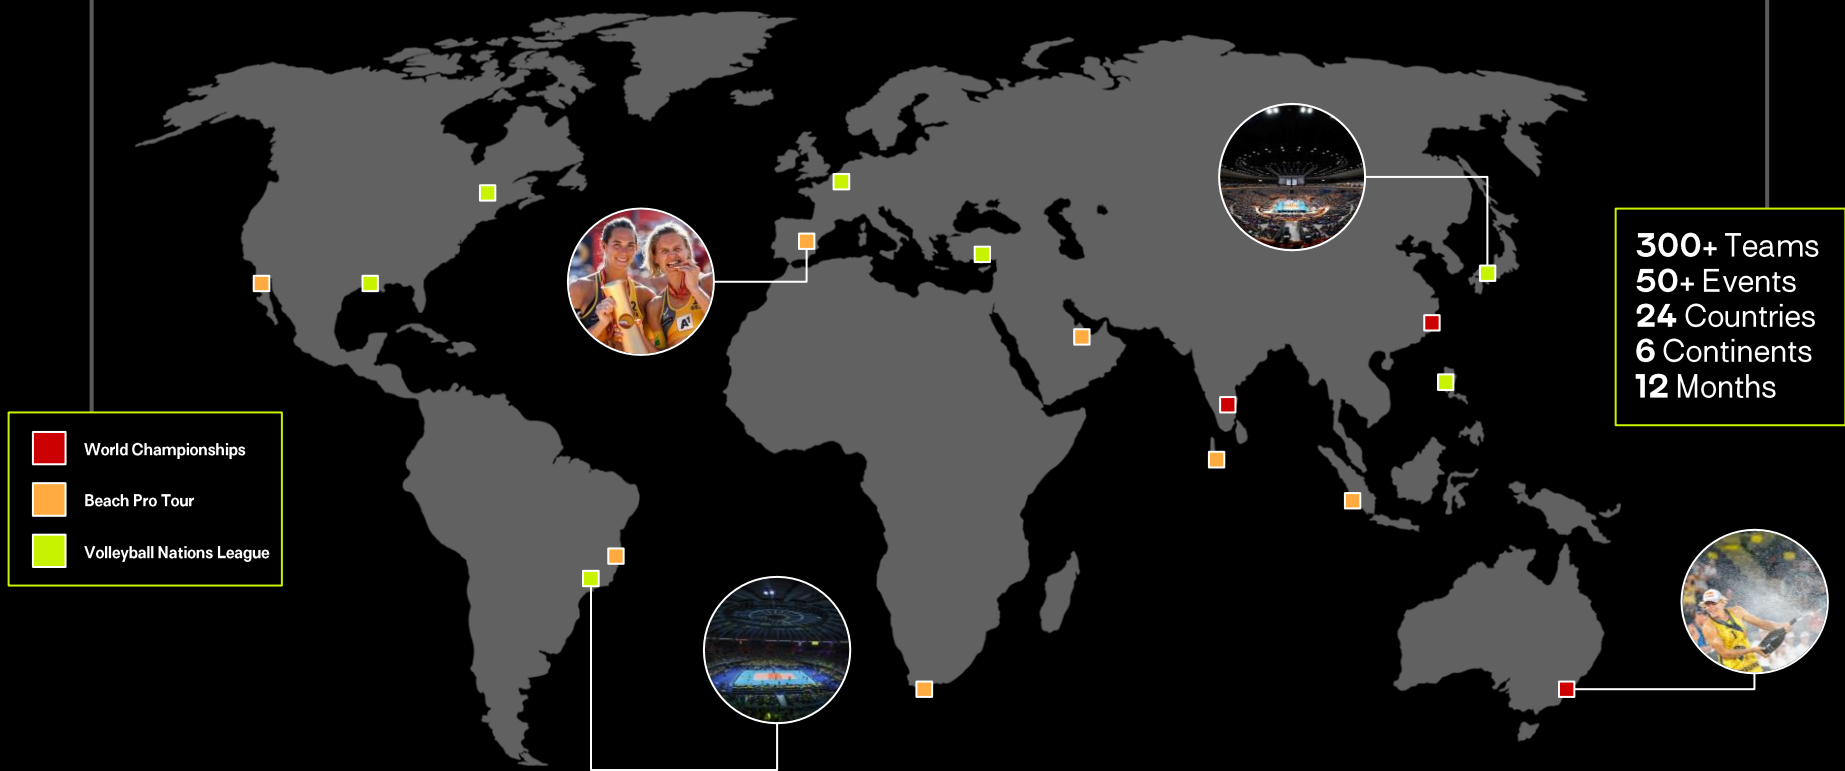 300+ Teams
50+ Events
24 Countries
6 Continents
12 Months
World Championships
Beach Pro Tour
Volleyball Nations League